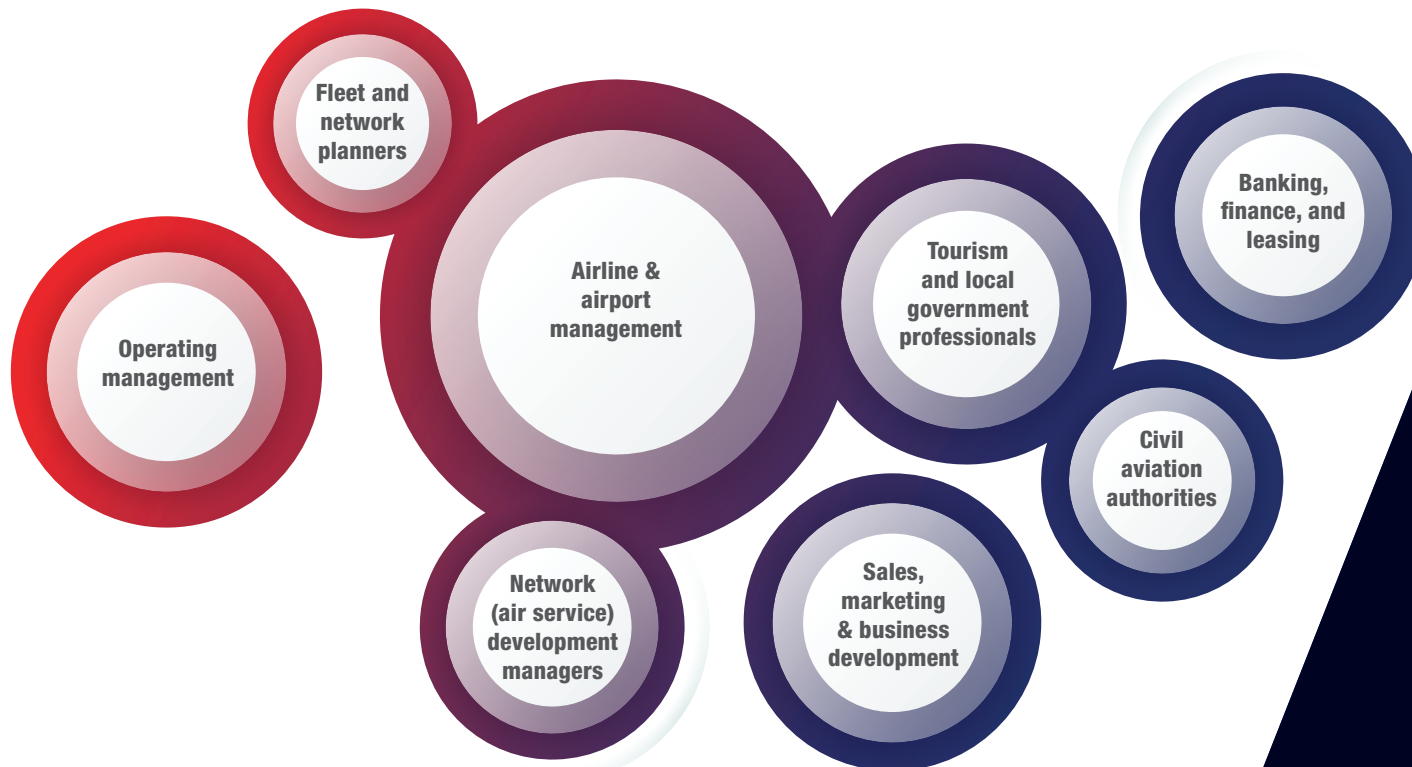 Fleet and
network
planners
Operating
management
Airline &
airport
management
Network
(air service)
development
managers
Tourism
and local
government
professionals
Sales,
marketing
& business
development
Civil
aviation
authorities
Banking,
finance, and
leasing